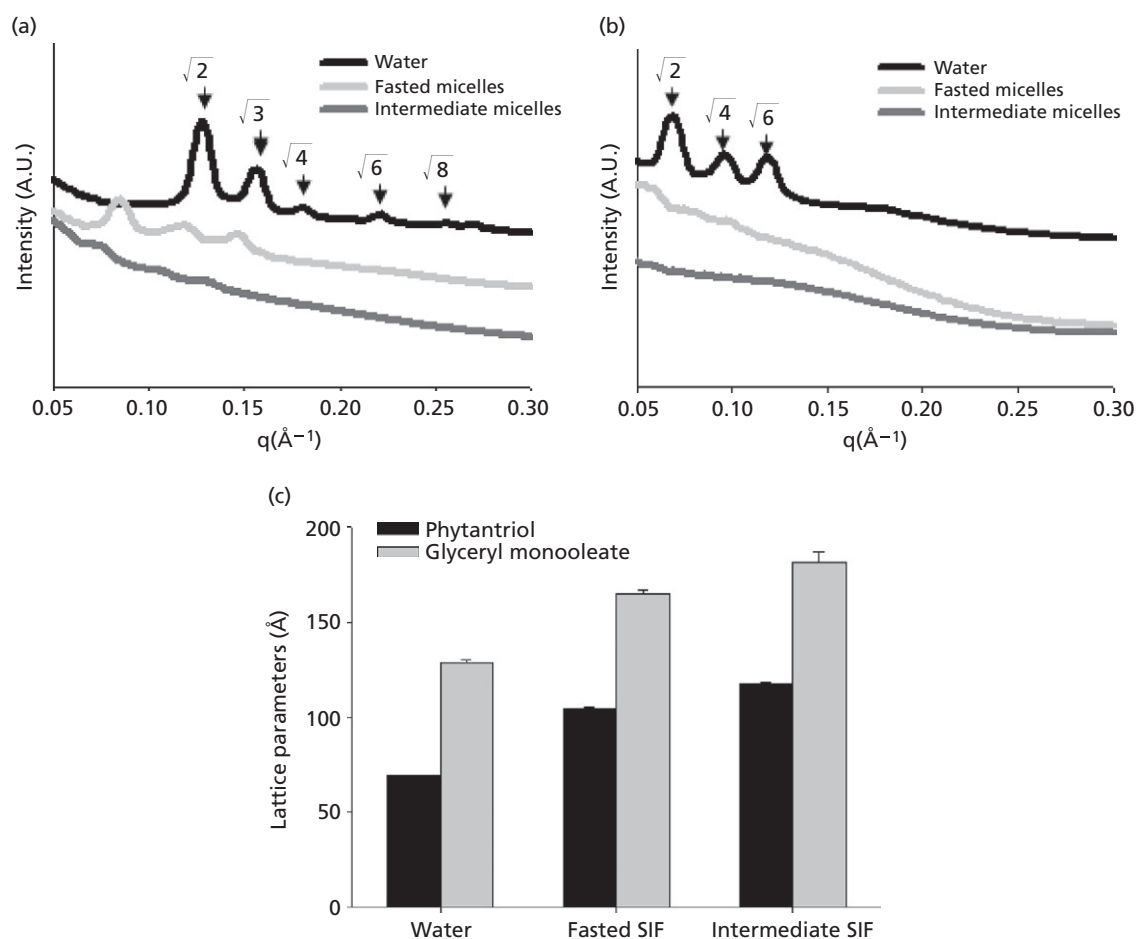 (a)
Water
Fasted micelles
Intermediate micelles
√2
√3
√4
√6
√8
Intensity (A.U.)
0.05 0.10 0.15 0.20 0.25 0.30
q(Å−1)
(b)
Water
Fasted micelles
Intermediate micelles
√2
√4
√6
Intensity (A.U.)
0.05 0.10 0.15 0.20 0.25 0.30
q(Å−1)
(c)
Phytantriol
Glyceryl monooleate
Lattice parameters (Å)
200
150
100
50
0
Water Fasted SIF Intermediate SIF